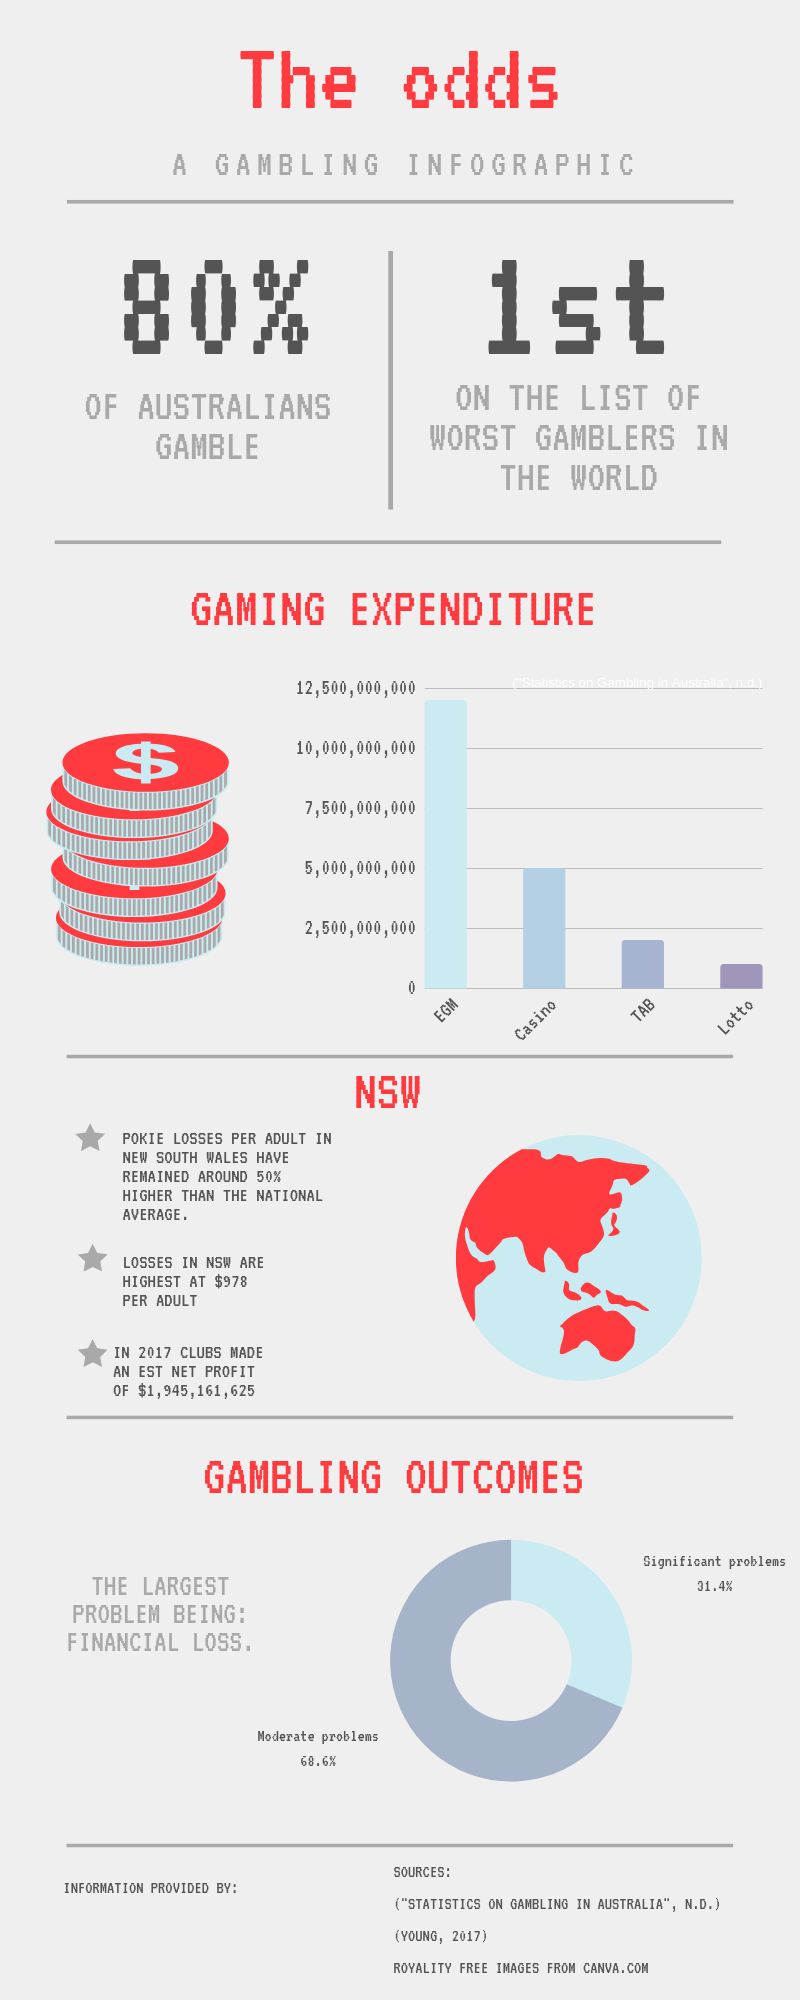 The odds
A GAMBLING INFOGRAPHIC
80%
OF AUSTRALIANS
GAMBLE
1st
ON THE LIST OF
WORST GAMBLERS IN
THE WORLD
GAMING EXPENDITURE
("Statistics on Gambling in Australia", n.d.)
12,500,000,000
10,000,000,000
7,500,000,000
5,000,000,000
2,500,000,000
0
EGM
Casino
TAB
Lotto
$
NSW
POKIE LOSSES PER ADULT IN
NEW SOUTH WALES HAVE
REMAINED AROUND 50%
HIGHER THAN THE NATIONAL
AVERAGE.
LOSSES IN NSW ARE
HIGHEST AT $978
PER ADULT
IN 2017 CLUBS MADE
AN EST NET PROFIT
OF $1,945,161,625
GAMBLING OUTCOMES
THE LARGEST
PROBLEM BEING:
FINANCIAL LOSS.
Significant problems
31.4%
Moderate problems
68.6%
INFORMATION PROVIDED BY:
SOURCES:
("STATISTICS ON GAMBLING IN AUSTRALIA", N.D.)
(YOUNG, 2017)
ROYALITY FREE IMAGES FROM CANVA.COM